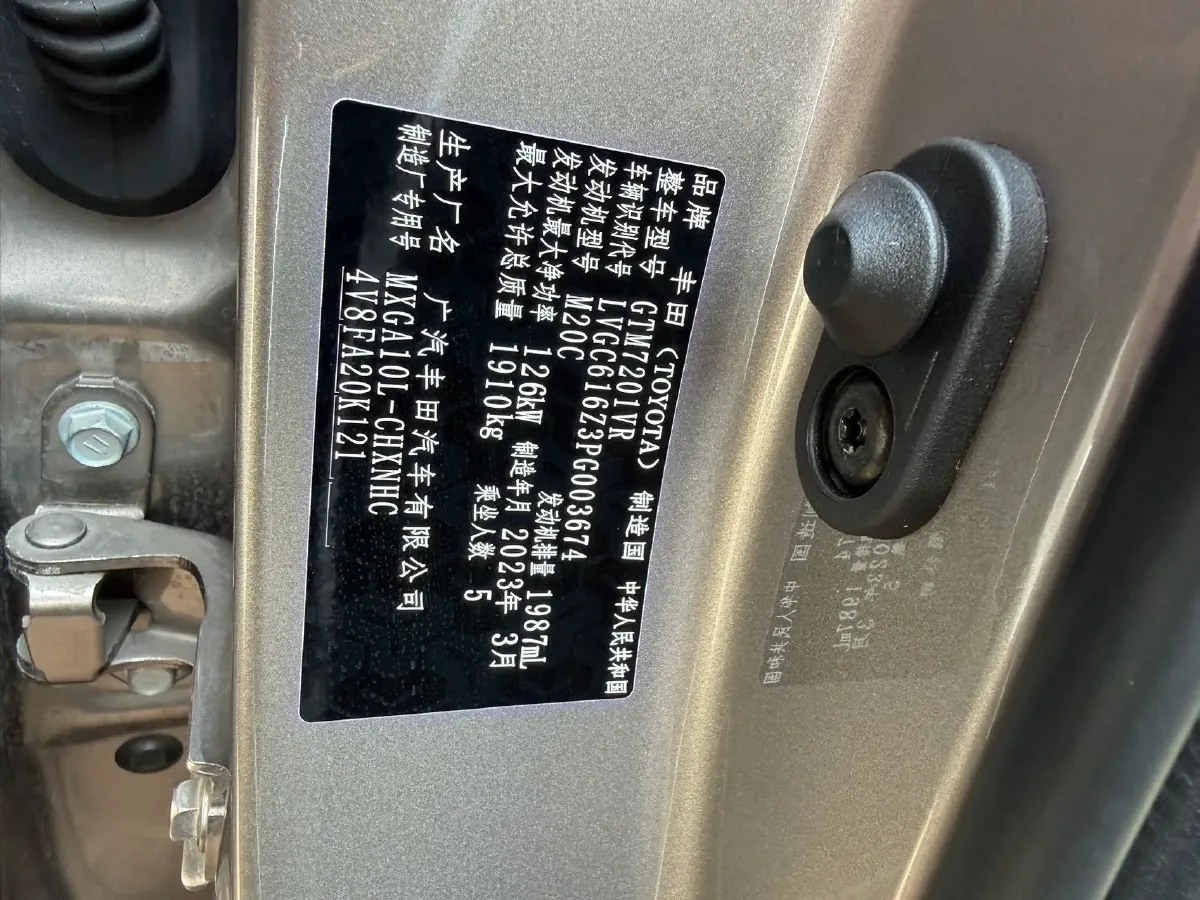 品牌 丰田（TOYOTA） 制造国 中华人民共和国
整车型号 GTM7201VR
车辆识别代号 LVGC616Z3PG003674
发动机型号 M20C 发动机排量 1987mL
发动机最大净功率 126kW 制造年月 2023年 3月
最大允许总质量 1910kg 乘坐人数 5
生产厂名 广汽丰田汽车有限公司
制造厂专用号 MXGA10L-CHXNHC
4V8FA20K121